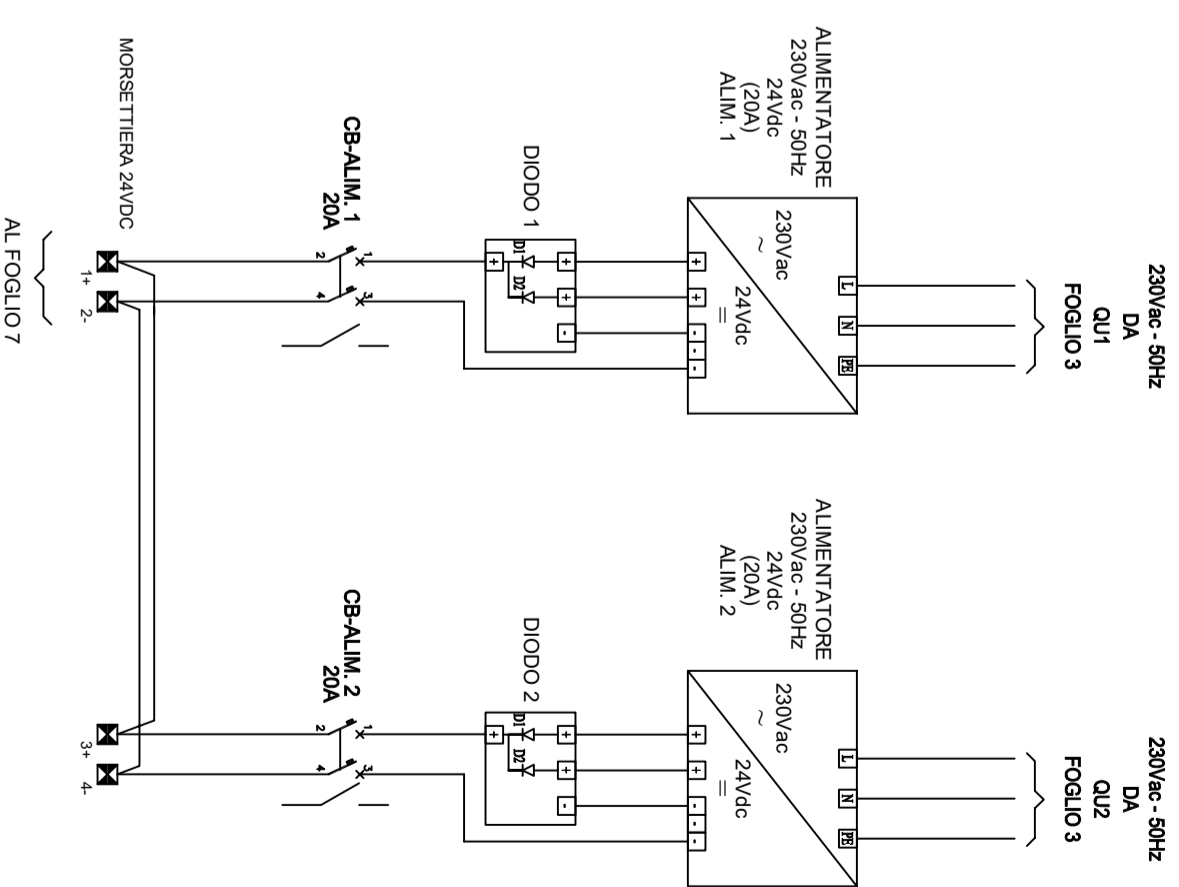 230Vac - 50Hz
DA
QU1
FOGLIO 3
L
N
PE
ALIMENTATORE
230Vac - 50Hz
24Vdc
(20A)
ALIM. 1
230Vac
~
24Vdc
=
+
+
-
-
-
DIODO 1
+
+
-
D1
D2
+
CB-ALIM. 1
20A
1
3
2
4
MORSETTIERA 24VDC
1+
2-
AL FOGLIO 7
230Vac - 50Hz
DA
QU2
FOGLIO 3
L
N
PE
ALIMENTATORE
230Vac - 50Hz
24Vdc
(20A)
ALIM. 2
230Vac
~
24Vdc
=
+
+
-
-
-
DIODO 2
+
+
-
D1
D2
+
CB-ALIM. 2
20A
1
3
2
4
3+
4-